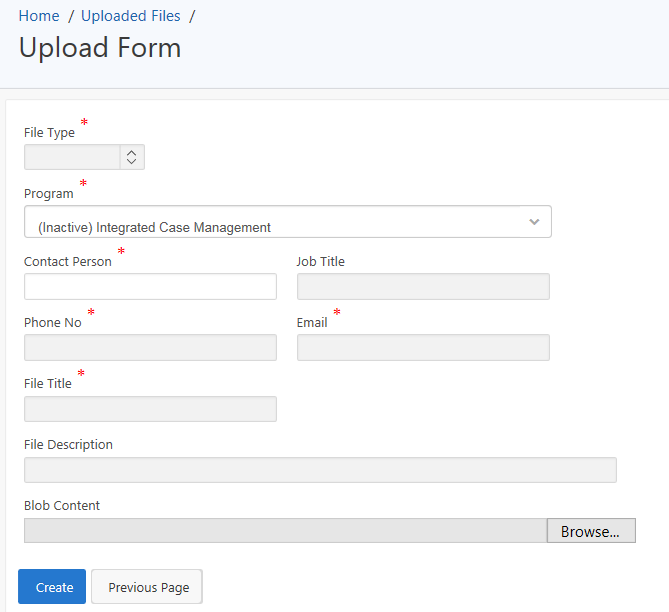 Home / Uploaded Files /
Upload Form
File Type *
Program *
(Inactive) Integrated Case Management
Contact Person * Job Title
Phone No * Email *
File Title *
File Description
Blob Content
Browse...
Create Previous Page